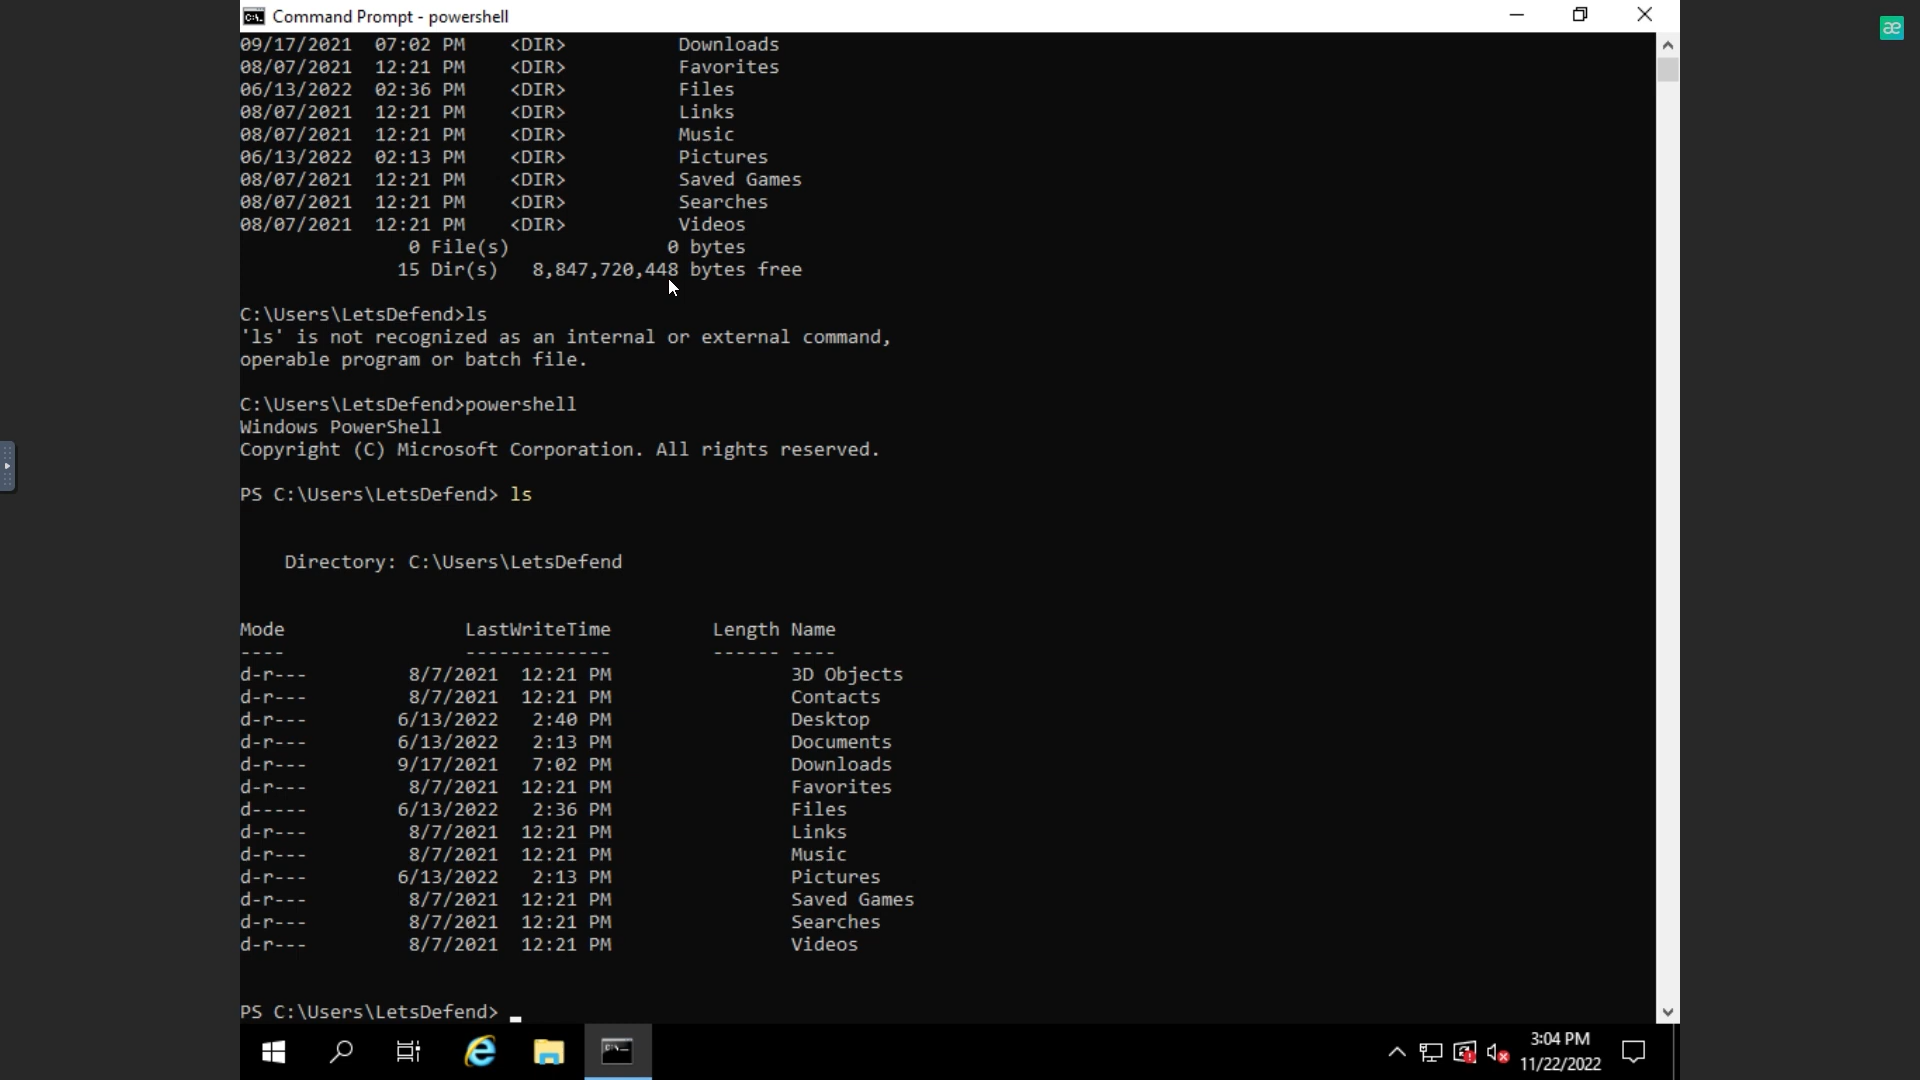 Command Prompt - powershell
æ
09/17/2021  07:02 PM    <DIR>          Downloads
08/07/2021  12:21 PM    <DIR>          Favorites
06/13/2022  02:36 PM    <DIR>          Files
08/07/2021  12:21 PM    <DIR>          Links
08/07/2021  12:21 PM    <DIR>          Music
06/13/2022  02:13 PM    <DIR>          Pictures
08/07/2021  12:21 PM    <DIR>          Saved Games
08/07/2021  12:21 PM    <DIR>          Searches
08/07/2021  12:21 PM    <DIR>          Videos
               0 File(s)              0 bytes
              15 Dir(s)   8,847,720,448 bytes free
C:\Users\LetsDefend>ls
'ls' is not recognized as an internal or external command,
operable program or batch file.
C:\Users\LetsDefend>powershell
Windows PowerShell
Copyright (C) Microsoft Corporation. All rights reserved.
PS C:\Users\LetsDefend> ls
    Directory: C:\Users\LetsDefend
Mode                LastWriteTime         Length Name
----                -------------         ------ ----
d-r---         8/7/2021  12:21 PM                3D Objects
d-r---         8/7/2021  12:21 PM                Contacts
d-r---        6/13/2022   2:40 PM                Desktop
d-r---        6/13/2022   2:13 PM                Documents
d-r---        9/17/2021   7:02 PM                Downloads
d-r---         8/7/2021  12:21 PM                Favorites
d-----        6/13/2022   2:36 PM                Files
d-r---         8/7/2021  12:21 PM                Links
d-r---         8/7/2021  12:21 PM                Music
d-r---        6/13/2022   2:13 PM                Pictures
d-r---         8/7/2021  12:21 PM                Saved Games
d-r---         8/7/2021  12:21 PM                Searches
d-r---         8/7/2021  12:21 PM                Videos
PS C:\Users\LetsDefend>
3:04 PM
11/22/2022